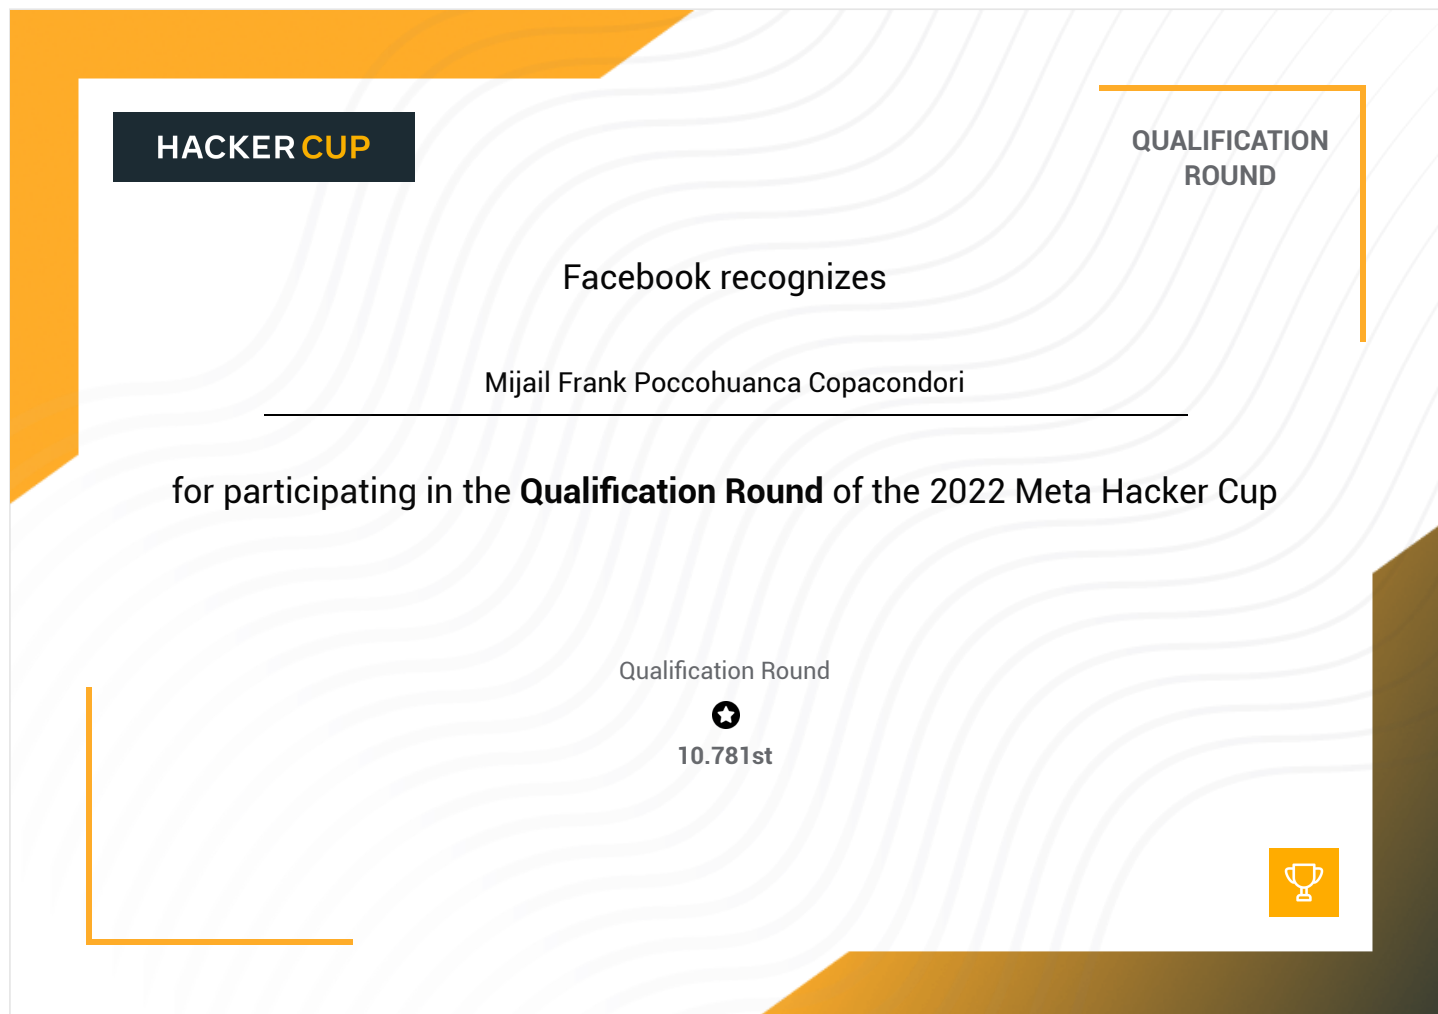 HACKER CUP
QUALIFICATION
ROUND
Facebook recognizes
Mijail Frank Poccohuanca Copacondori
for participating in the Qualification Round of the 2022 Meta Hacker Cup
Qualification Round
10.781st